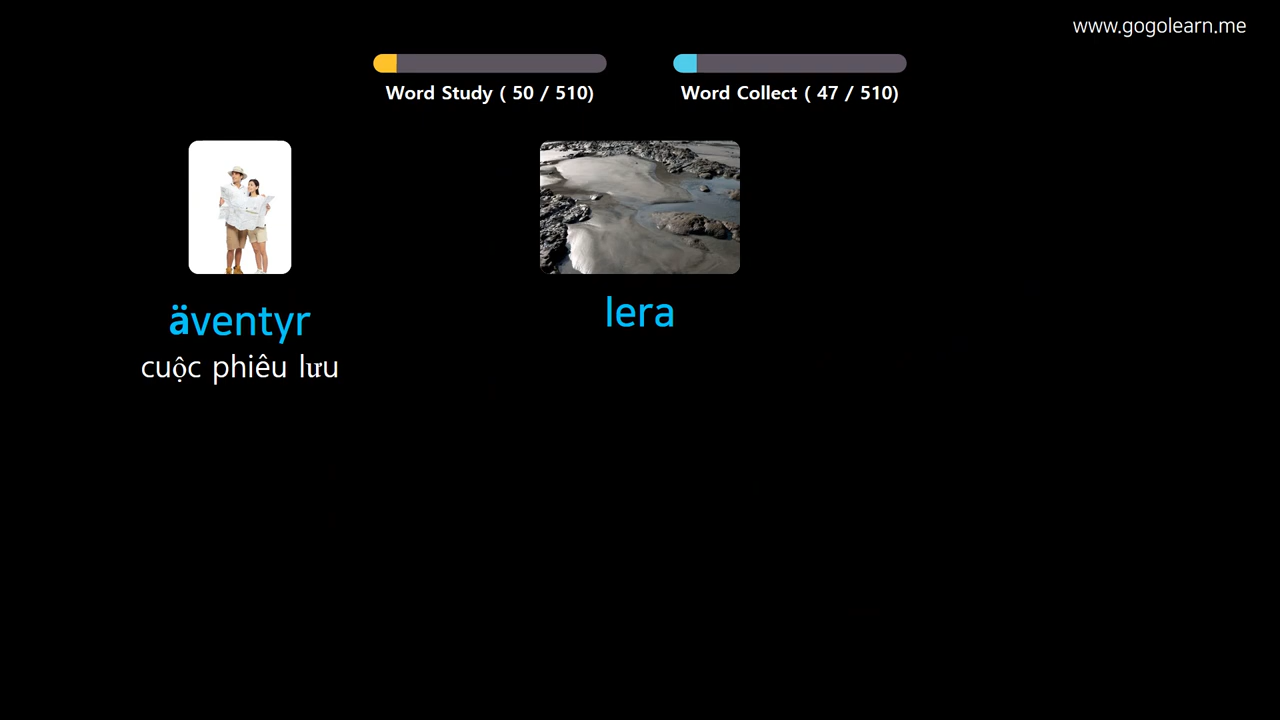 www.gogolearn.me
Word Study ( 50 / 510)
Word Collect ( 47 / 510)
äventyr
cuộc phiêu lưu
lera